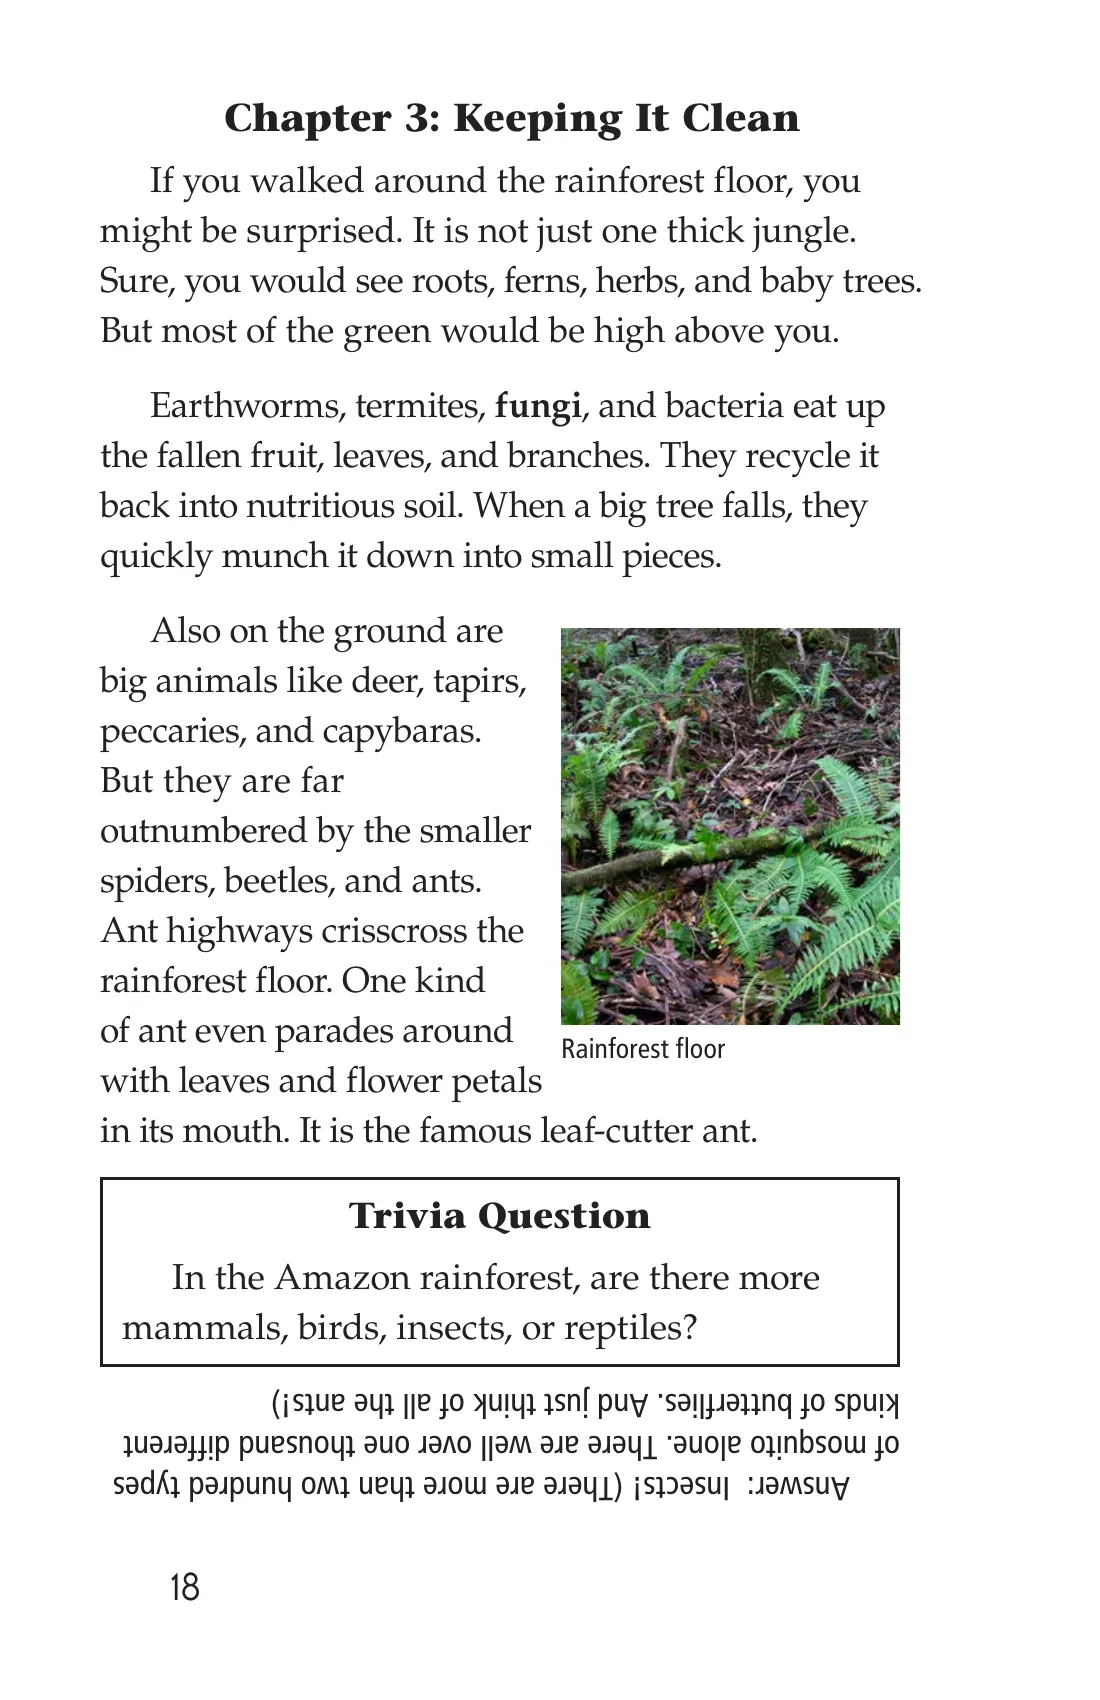 Chapter 3: Keeping It Clean
If you walked around the rainforest floor, you
might be surprised. It is not just one thick jungle.
Sure, you would see roots, ferns, herbs, and baby trees.
But most of the green would be high above you.
Earthworms, termites, fungi, and bacteria eat up
the fallen fruit, leaves, and branches. They recycle it
back into nutritious soil. When a big tree falls, they
quickly munch it down into small pieces.
Also on the ground are
big animals like deer, tapirs,
peccaries, and capybaras.
But they are far
outnumbered by the smaller
spiders, beetles, and ants.
Ant highways crisscross the
rainforest floor. One kind
of ant even parades around
with leaves and flower petals
in its mouth. It is the famous leaf-cutter ant.
Rainforest floor
Trivia Question
In the Amazon rainforest, are there more
mammals, birds, insects, or reptiles?
Answer: Insects! (There are more than two hundred types
of mosquito alone. There are well over one thousand different
kinds of butterflies. And just think of all the ants!)
18